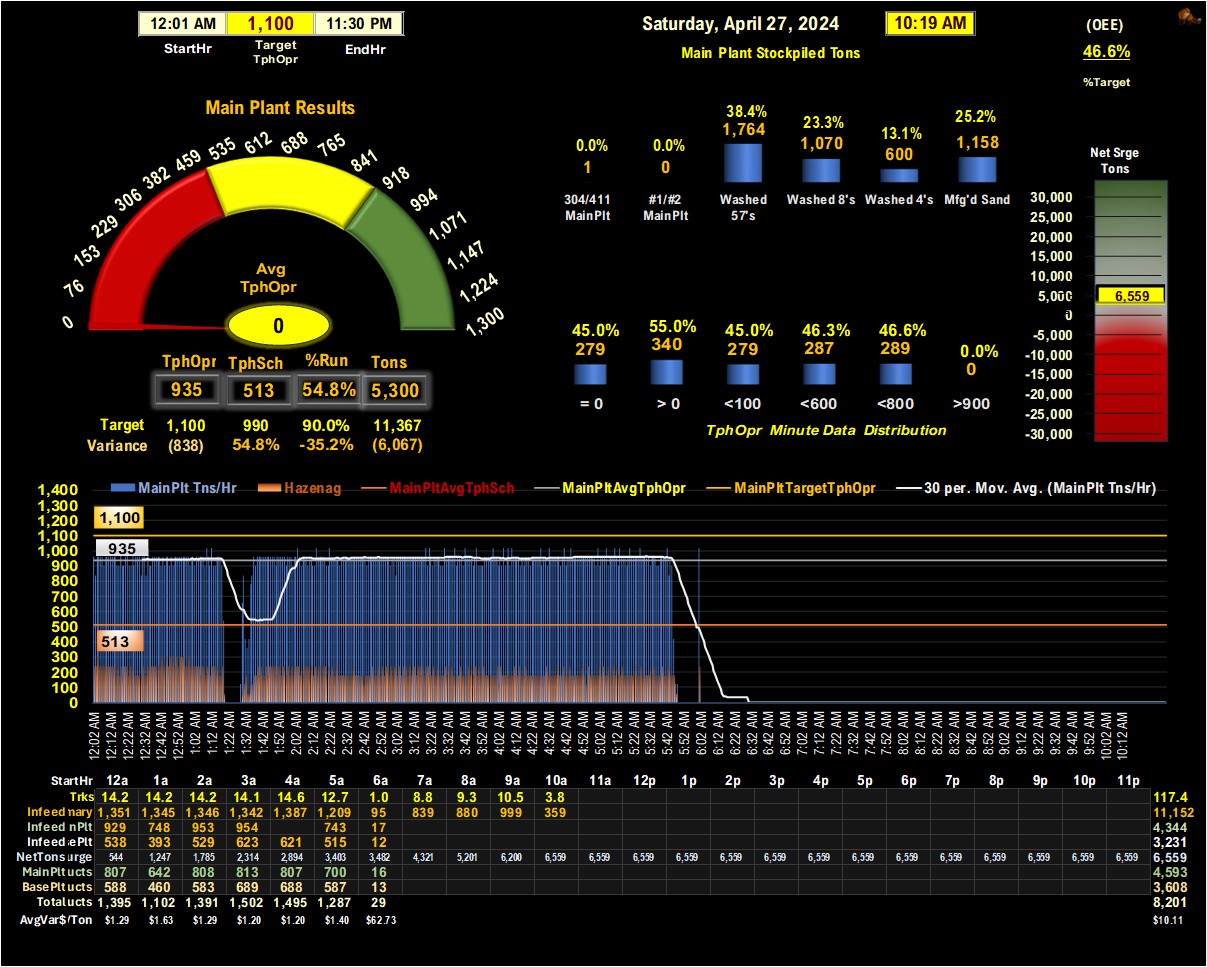 12:01 AM 1,100 11:30 PM
StartHr Target TphOpr EndHr
Saturday, April 27, 2024 10:19 AM
Main Plant Stockpiled Tons
(OEE)
46.6%
%Target
Main Plant Results
0 76 153 229 306 382 459 535 612 688 765 841 918 994 1,071 1,147 1,224 1,300
Avg
TphOpr
0
TphOpr TphSch %Run Tons
935 513 54.8% 5,300
Target 1,100 990 90.0% 11,367
Variance (838) 54.8% -35.2% (6,067)
0.0% 0.0% 38.4% 23.3% 13.1% 25.2%
1 0 1,764 1,070 600 1,158
304/411 #1/#2 Washed Washed 8's Washed 4's Mfg'd Sand
MainPlt MainPlt 57's
45.0% 55.0% 45.0% 46.3% 46.6% 0.0%
279 340 279 287 289 0
= 0 > 0 <100 <600 <800 >900
TphOpr Minute Data Distribution
Net Srge
Tons
30,000
25,000
20,000
15,000
10,000
5,000
0
-5,000
-10,000
-15,000
-20,000
-25,000
-30,000
6,559
MainPlt Tns/Hr Hazenag MainPltAvgTphSch MainPltAvgTphOpr MainPltTargetTphOpr 30 per. Mov. Avg. (MainPlt Tns/Hr)
1,400
1,300
1,200
1,100
1,000
900
800
700
600
500
400
300
200
100
0
1,100
935
513
12:02 AM 12:12 AM 12:22 AM 12:32 AM 12:42 AM 12:52 AM 1:02 AM 1:12 AM 1:22 AM 1:32 AM 1:42 AM 1:52 AM 2:02 AM 2:12 AM 2:22 AM 2:32 AM 2:42 AM 2:52 AM 3:02 AM 3:12 AM 3:22 AM 3:32 AM 3:42 AM 3:52 AM 4:02 AM 4:12 AM 4:22 AM 4:32 AM 4:42 AM 4:52 AM 5:02 AM 5:12 AM 5:22 AM 5:32 AM 5:42 AM 5:52 AM 6:02 AM 6:12 AM 6:22 AM 6:32 AM 6:42 AM 6:52 AM 7:02 AM 7:12 AM 7:22 AM 7:32 AM 7:42 AM 7:52 AM 8:02 AM 8:12 AM 8:22 AM 8:32 AM 8:42 AM 8:52 AM 9:02 AM 9:12 AM 9:22 AM 9:32 AM 9:42 AM 9:52 AM 10:02 AM 10:12 AM
StartHr 12a 1a 2a 3a 4a 5a 6a 7a 8a 9a 10a 11a 12p 1p 2p 3p 4p 5p 6p 7p 8p 9p 10p 11p
Trks 14.2 14.2 14.2 14.1 14.6 12.7 1.0 8.8 9.3 10.5 3.8 117.4
Infeed mary 1,351 1,345 1,346 1,342 1,387 1,209 95 839 880 999 359 11,152
Infeed nPlt 929 748 953 954 743 17 4,344
Infeed ePlt 538 393 529 623 621 515 12 3,231
NetTons urge 544 1,247 1,785 2,314 2,894 3,403 3,482 4,321 5,201 6,200 6,559 6,559 6,559 6,559 6,559 6,559 6,559 6,559 6,559 6,559 6,559 6,559 6,559 6,559 6,559
MainPlt ucts 807 642 808 813 807 700 16 4,593
BasePlt ucts 588 460 583 689 688 587 13 3,608
Total ucts 1,395 1,102 1,391 1,502 1,495 1,287 29 8,201
AvgVar$/Ton $1.29 $1.63 $1.29 $1.20 $1.20 $1.40 $62.73 $10.11